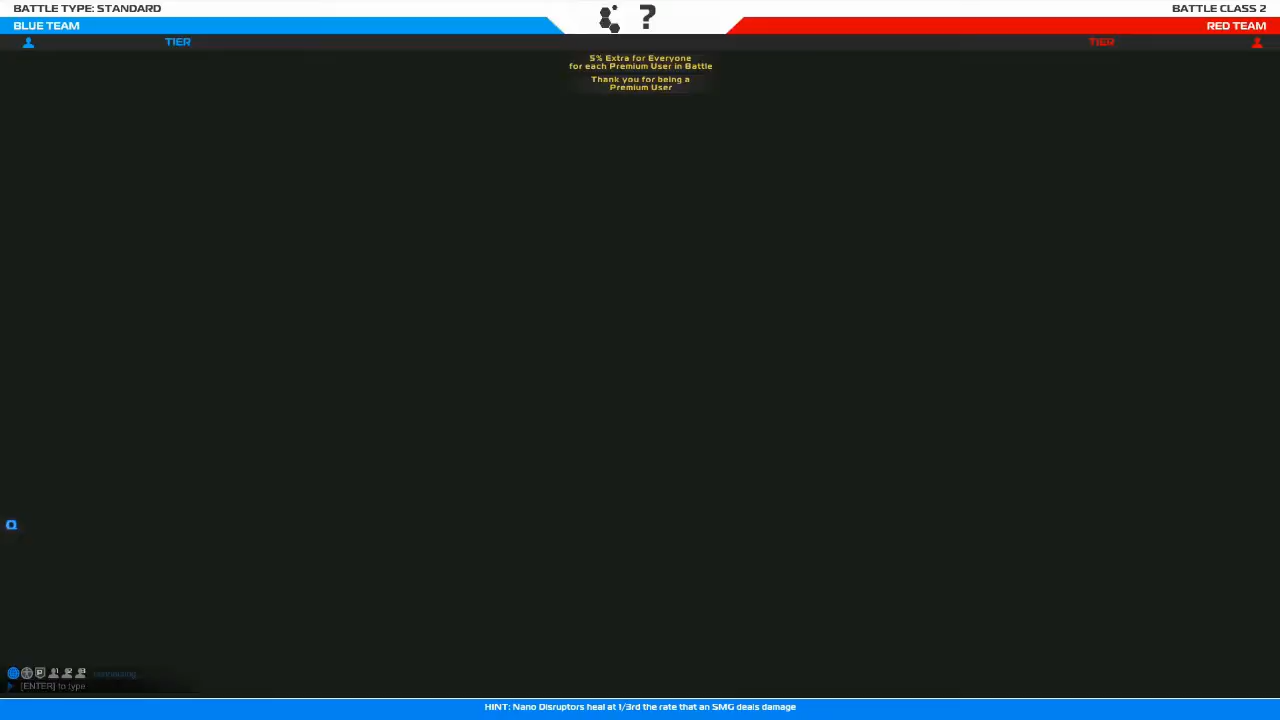 BATTLE TYPE: STANDARD
?
BATTLE CLASS 2
BLUE TEAM
RED TEAM
TIER
TIER
5% Extra for Everyone
for each Premium User in Battle
Thank you for being a
Premium User
Q
connecting
[ENTER] to type
HINT: Nano Disruptors heal at 1/3rd the rate that an SMG deals damage